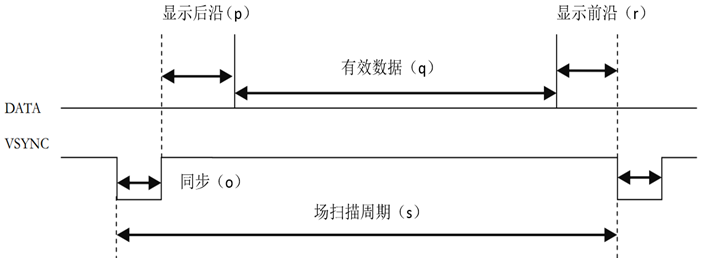 显示后沿(p)
显示前沿(r)
有效数据(q)
DATA
VSYNC
同步(o)
场扫描周期(s)